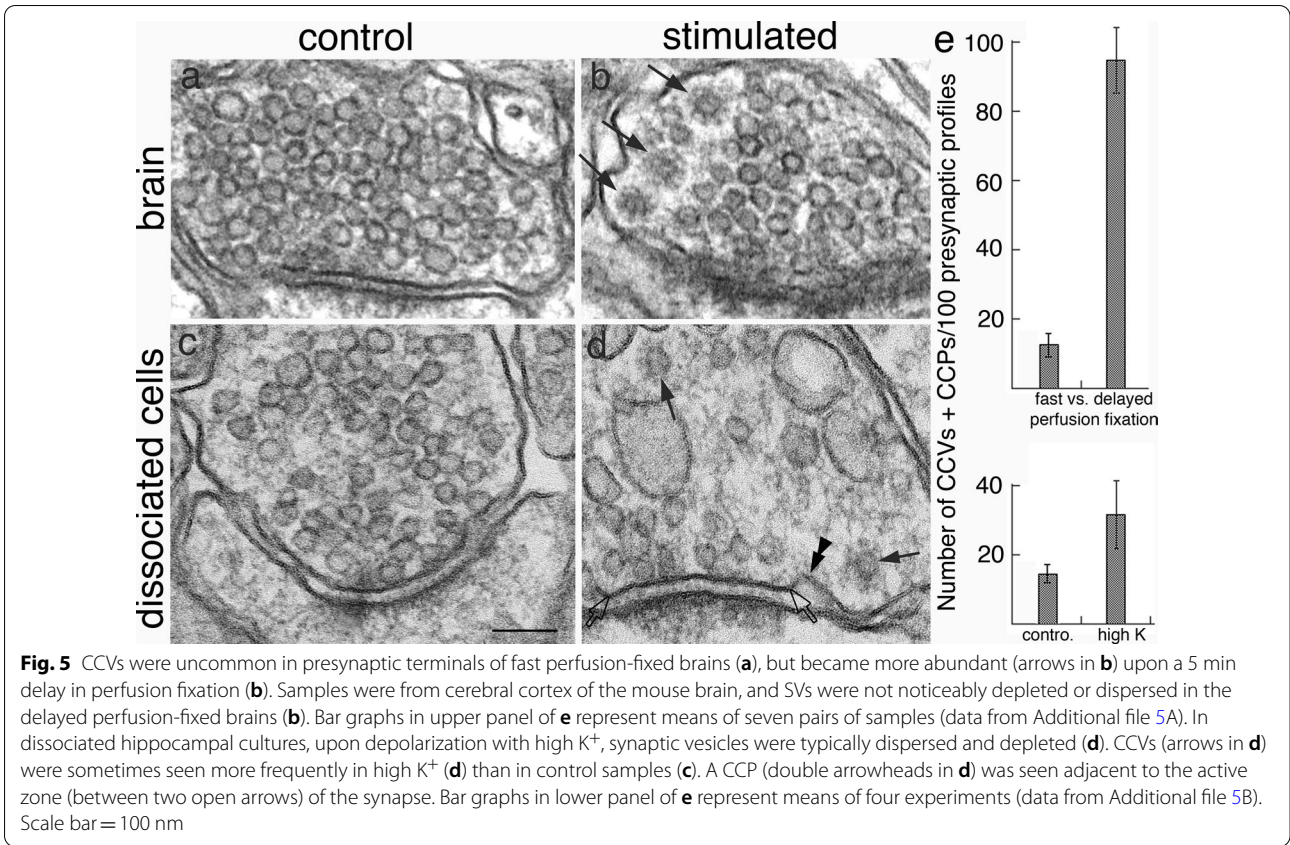 control
stimulated
e
a
b
brain
c
d
dissociated cells
Number of CCVs + CCPs/100 presynaptic profiles
100
80
60
40
20
fast vs. delayed
perfusion fixation
40
20
contro.
high K
Fig. 5 CCVs were uncommon in presynaptic terminals of fast perfusion-fixed brains (a), but became more abundant (arrows in b) upon a 5 min
delay in perfusion fixation (b). Samples were from cerebral cortex of the mouse brain, and SVs were not noticeably depleted or dispersed in the
delayed perfusion-fixed brains (b). Bar graphs in upper panel of e represent means of seven pairs of samples (data from Additional file 5A). In
dissociated hippocampal cultures, upon depolarization with high K⁺, synaptic vesicles were typically dispersed and depleted (d). CCVs (arrows in d)
were sometimes seen more frequently in high K⁺ (d) than in control samples (c). A CCP (double arrowheads in d) was seen adjacent to the active
zone (between two open arrows) of the synapse. Bar graphs in lower panel of e represent means of four experiments (data from Additional file 5B).
Scale bar = 100 nm